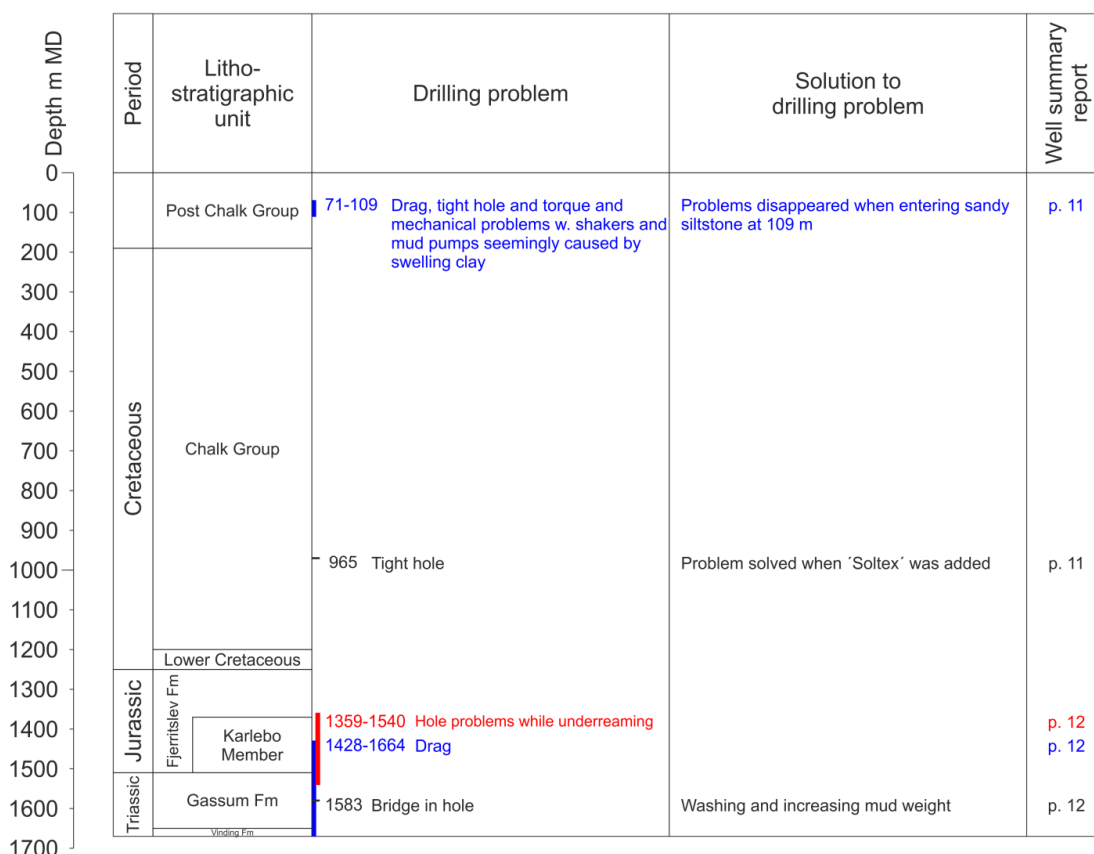 Depth m MD
Period
Litho-
stratigraphic
unit
Drilling problem
Solution to
drilling problem
Well summary
report
0
100
200
300
400
500
600
700
800
900
1000
1100
1200
1300
1400
1500
1600
1700
Cretaceous
Jurassic
Triassic
Post Chalk Group
Chalk Group
Lower Cretaceous
Fjerritslev Fm
Karlebo
Member
Gassum Fm
Vinding Fm
71-109 Drag, tight hole and torque and
mechanical problems w. shakers and
mud pumps seemingly caused by
swelling clay
Problems disappeared when entering sandy
siltstone at 109 m
p. 11
965 Tight hole
Problem solved when ´Soltex´ was added
p. 11
1359-1540 Hole problems while underreaming
p. 12
1428-1664 Drag
p. 12
1583 Bridge in hole
Washing and increasing mud weight
p. 12